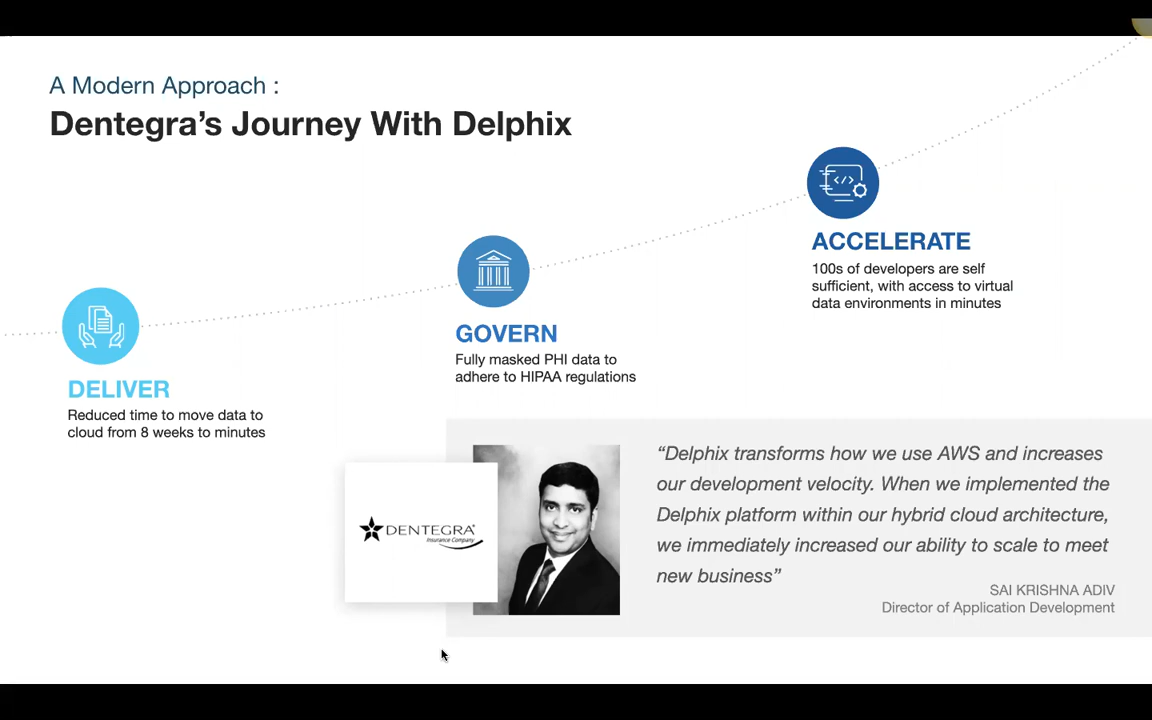 A Modern Approach :
Dentegra’s Journey With Delphix
ACCELERATE
100s of developers are self
sufficient, with access to virtual
data environments in minutes
GOVERN
Fully masked PHI data to
adhere to HIPAA regulations
DELIVER
Reduced time to move data to
cloud from 8 weeks to minutes
DENTEGRA
Insurance Company
“Delphix transforms how we use AWS and increases
our development velocity. When we implemented the
Delphix platform within our hybrid cloud architecture,
we immediately increased our ability to scale to meet
new business”
SAI KRISHNA ADIV
Director of Application Development